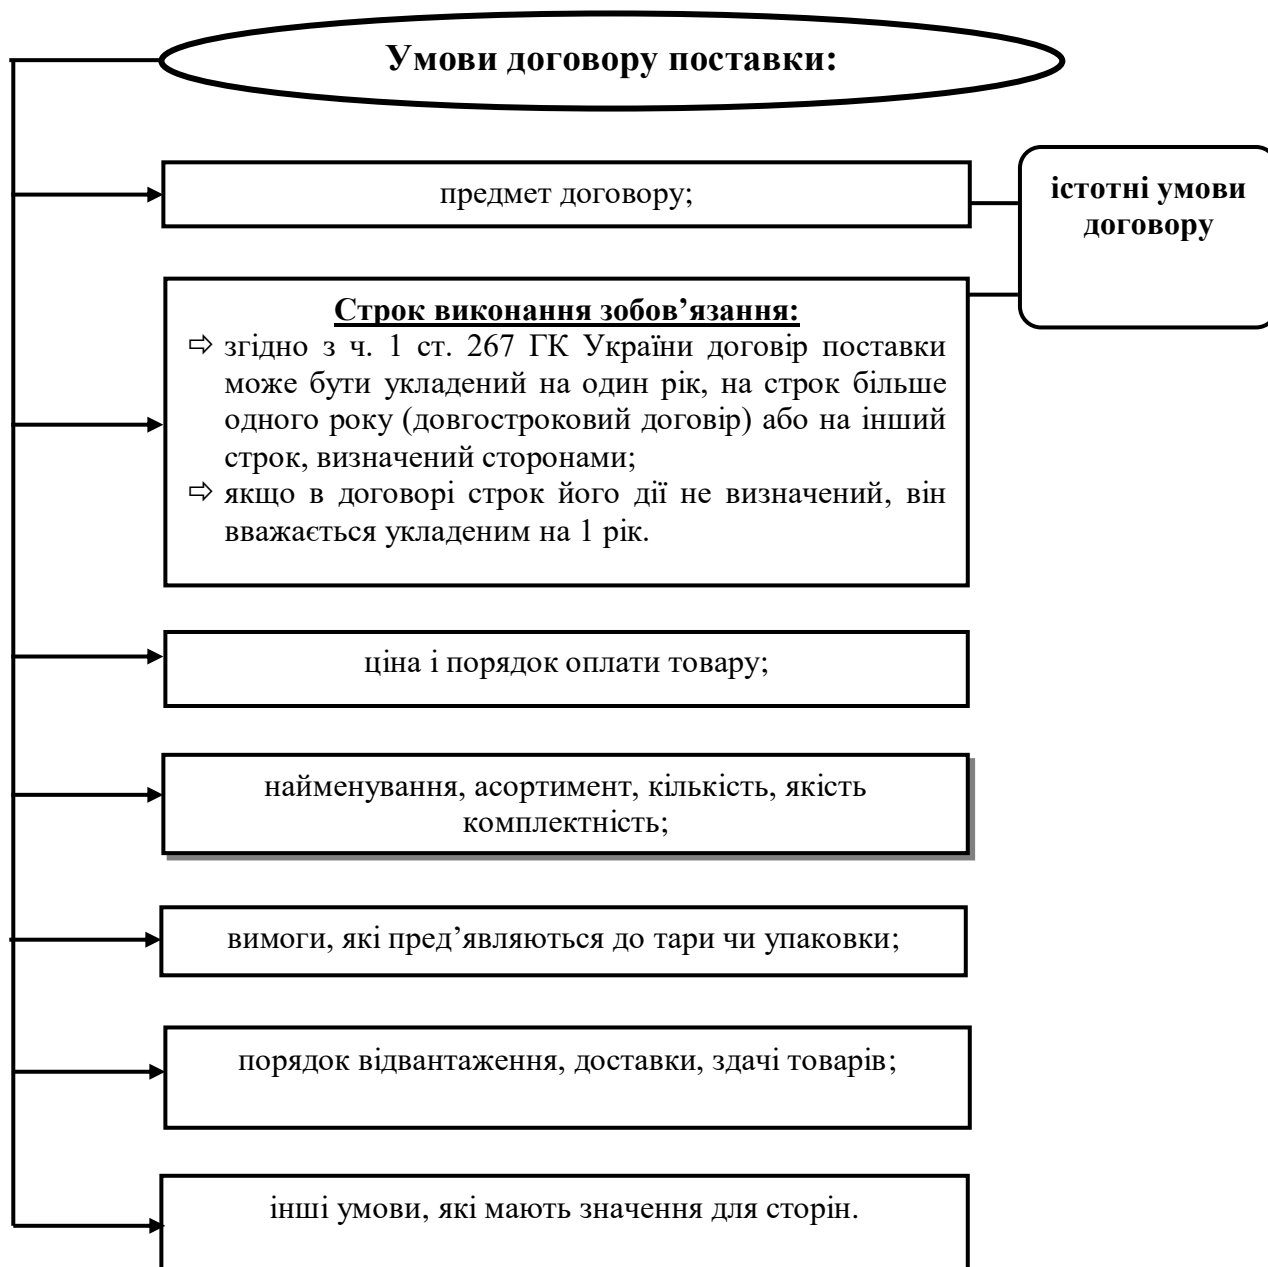 Умови договору поставки:
предмет договору;
істотні умови
договору
Строк виконання зобов’язання:
⇨ згідно з ч. 1 ст. 267 ГК України договір поставки
може бути укладений на один рік, на строк більше
одного року (довгостроковий договір) або на інший
строк, визначений сторонами;
⇨ якщо в договорі строк його дії не визначений, він
вважається укладеним на 1 рік.
ціна і порядок оплати товару;
найменування, асортимент, кількість, якість
комплектність;
вимоги, які пред’являються до тари чи упаковки;
порядок відвантаження, доставки, здачі товарів;
інші умови, які мають значення для сторін.